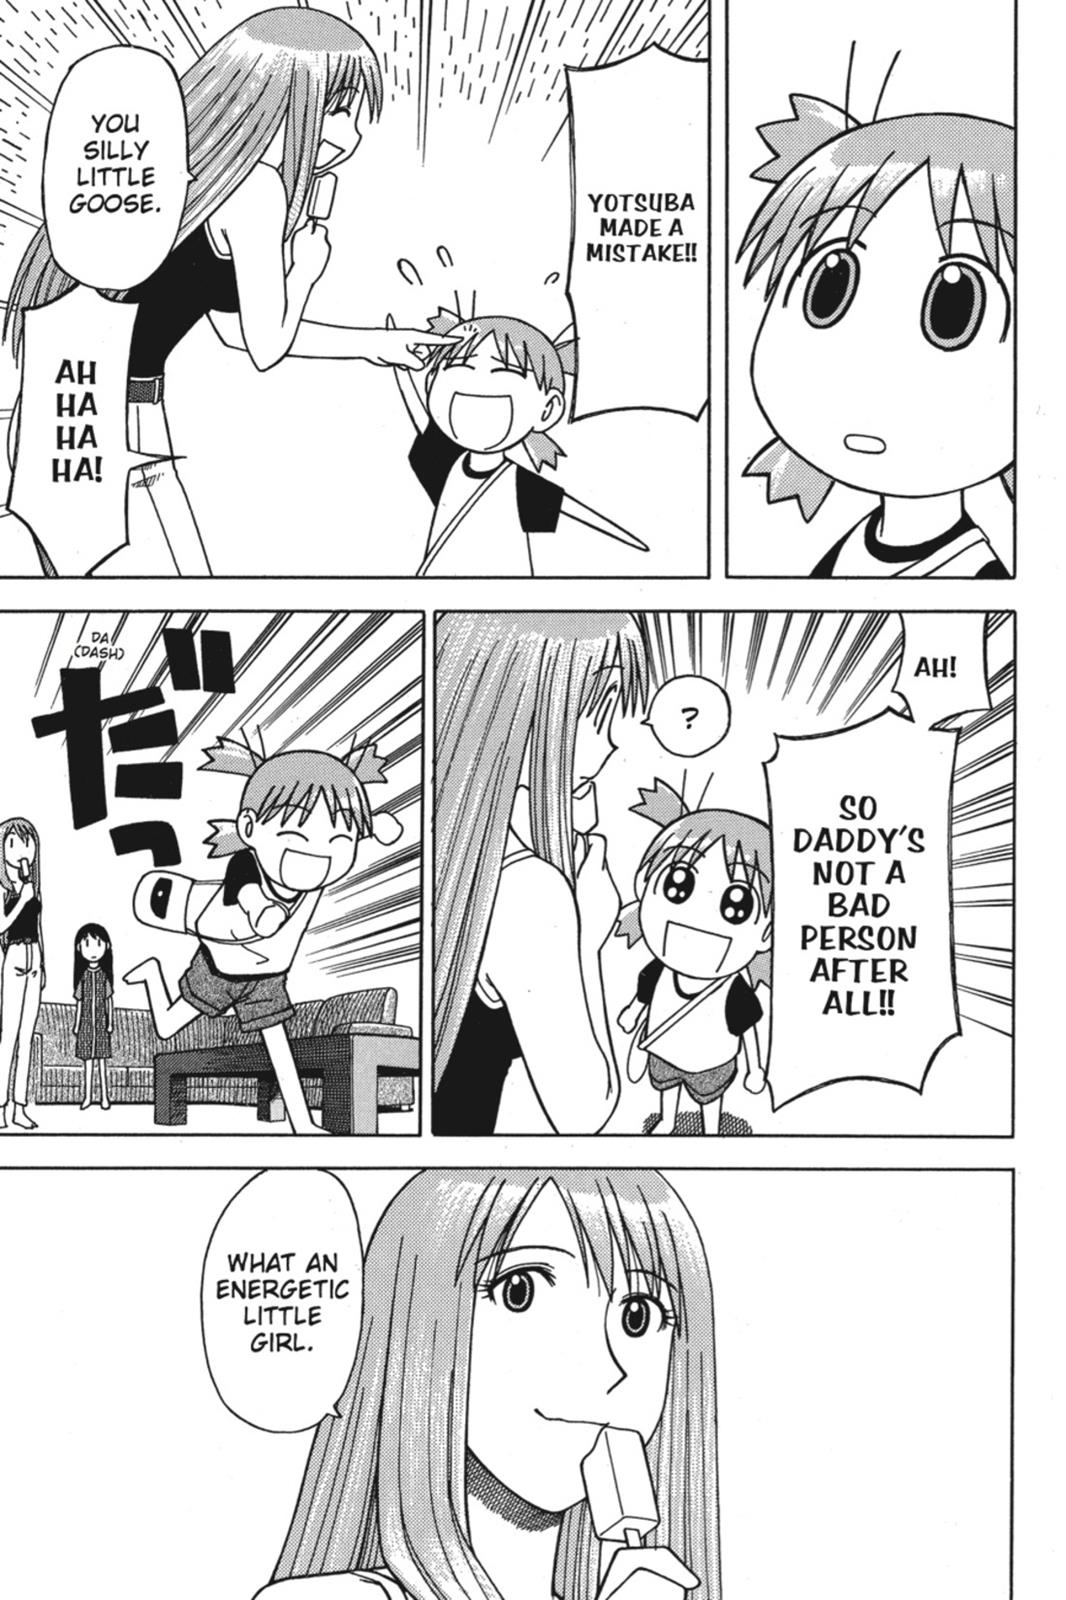 YOTSUBA
MADE A
MISTAKE!!
YOU
SILLY
LITTLE
GOOSE.
AH
HA
HA
HA!
AH!
SO
DADDY'S
NOT A
BAD
PERSON
AFTER
ALL!!
?
DA
(DASH)
だっ
WHAT AN
ENERGETIC
LITTLE
GIRL.